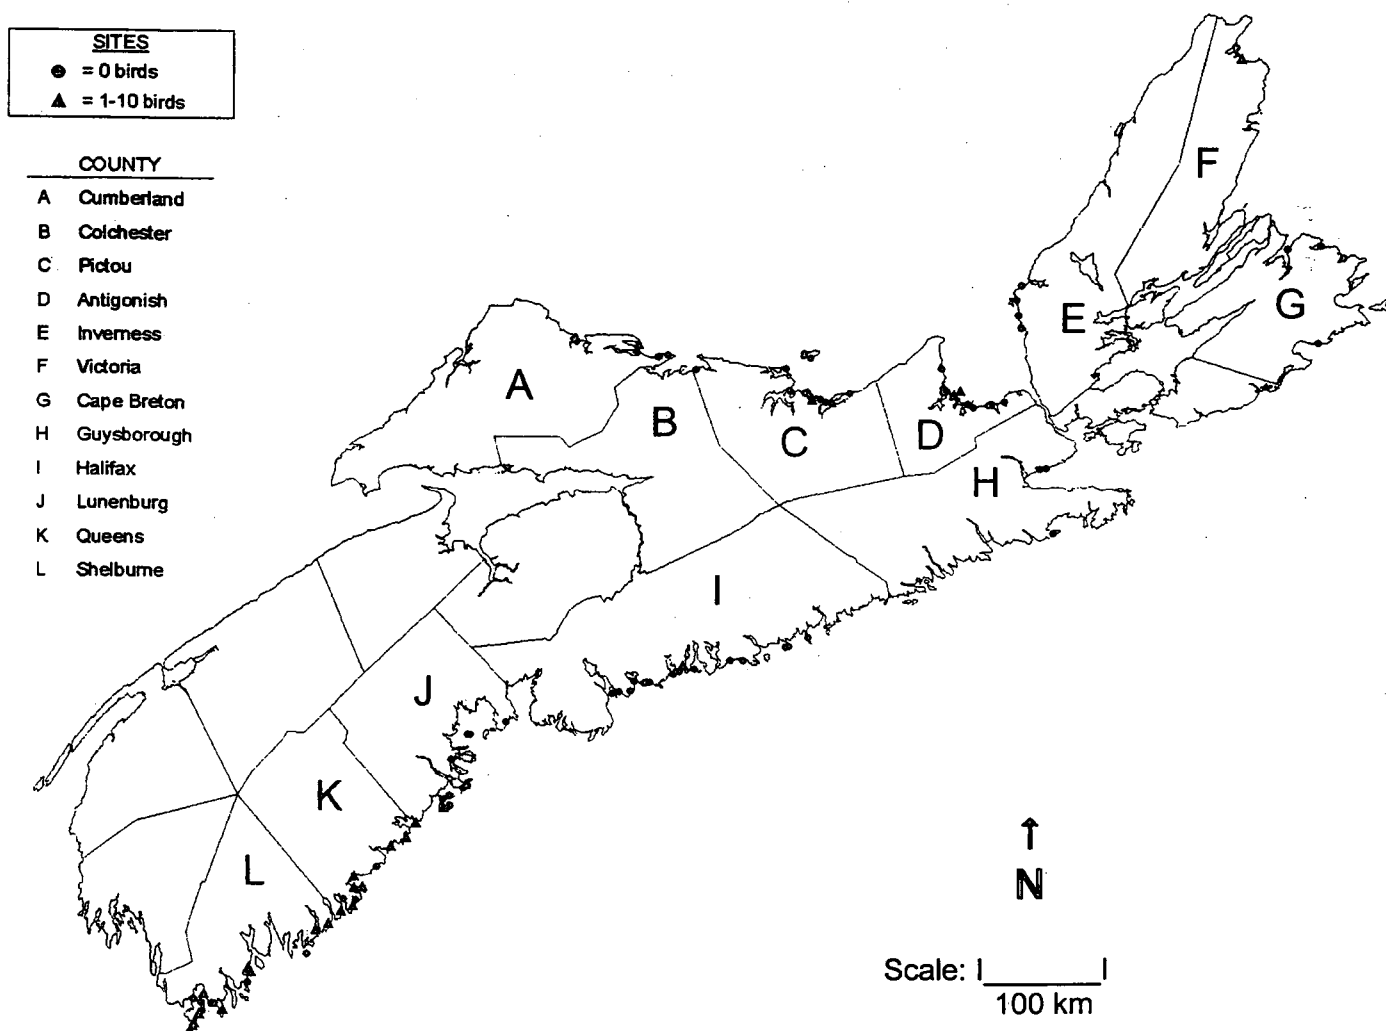 SITES
= 0 birds
= 1-10 birds
COUNTY
A Cumberland
B Colchester
C Pictou
D Antigonish
E Inverness
F Victoria
G Cape Breton
H Guysborough
I Halifax
J Lunenburg
K Queens
L Shelburne
F
E
G
A
B
C
D
H
I
J
K
L
N
Scale:
100 km